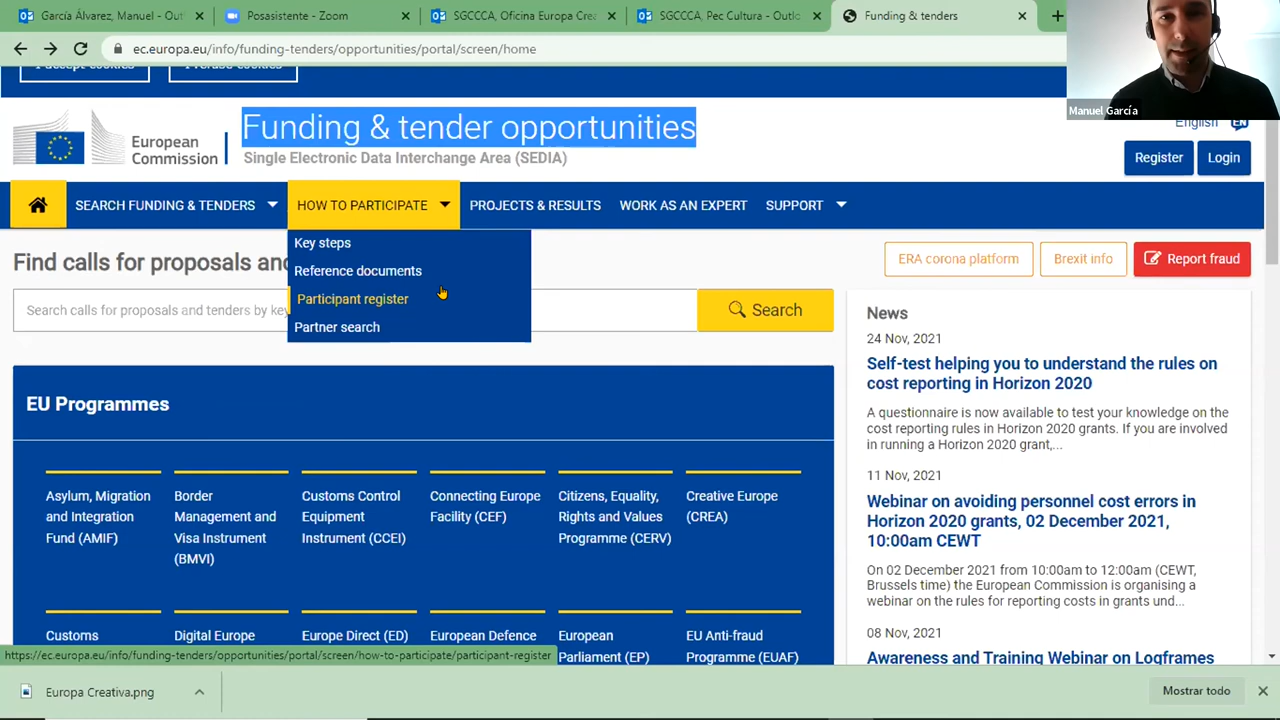 García Álvarez, Manuel - Out
Posasistente - Zoom
SGCCCA, Oficina Europa Crea
SGCCCA, Pec Cultura - Outlo
Funding & tenders
ec.europa.eu/info/funding-tenders/opportunities/portal/screen/home
I accept cookies
I refuse cookies
Manuel García
European
Commission
Funding & tender opportunities
Single Electronic Data Interchange Area (SEDIA)
English EN
Register
Login
SEARCH FUNDING & TENDERS
HOW TO PARTICIPATE
PROJECTS & RESULTS
WORK AS AN EXPERT
SUPPORT
Key steps
Reference documents
Participant register
Partner search
Find calls for proposals and
ERA corona platform
Brexit info
Report fraud
Search calls for proposals and tenders by key
Search
EU Programmes
Asylum, Migration
and Integration
Fund (AMIF)
Border
Management and
Visa Instrument
(BMVI)
Customs Control
Equipment
Instrument (CCEI)
Connecting Europe
Facility (CEF)
Citizens, Equality,
Rights and Values
Programme (CERV)
Creative Europe
(CREA)
Customs
Digital Europe
Europe Direct (ED)
European Defence
European
Parliament (EP)
EU Anti-fraud
Programme (EUAF)
News
24 Nov, 2021
Self-test helping you to understand the rules on
cost reporting in Horizon 2020
A questionnaire is now available to test your knowledge on the
cost reporting rules in Horizon 2020 grants. If you are involved
in running a Horizon 2020 grant,...
11 Nov, 2021
Webinar on avoiding personnel cost errors in
Horizon 2020 grants, 02 December 2021,
10:00am CEWT
On 02 December 2021 from 10:00am to 12:00am (CEWT,
Brussels time) the European Commission is organising a
webinar on the rules for reporting costs in grants und...
08 Nov, 2021
Awareness and Training Webinar on Logframes
https://ec.europa.eu/info/funding-tenders/opportunities/portal/screen/how-to-participate/participant-register
Europa Creativa.png
Mostrar todo